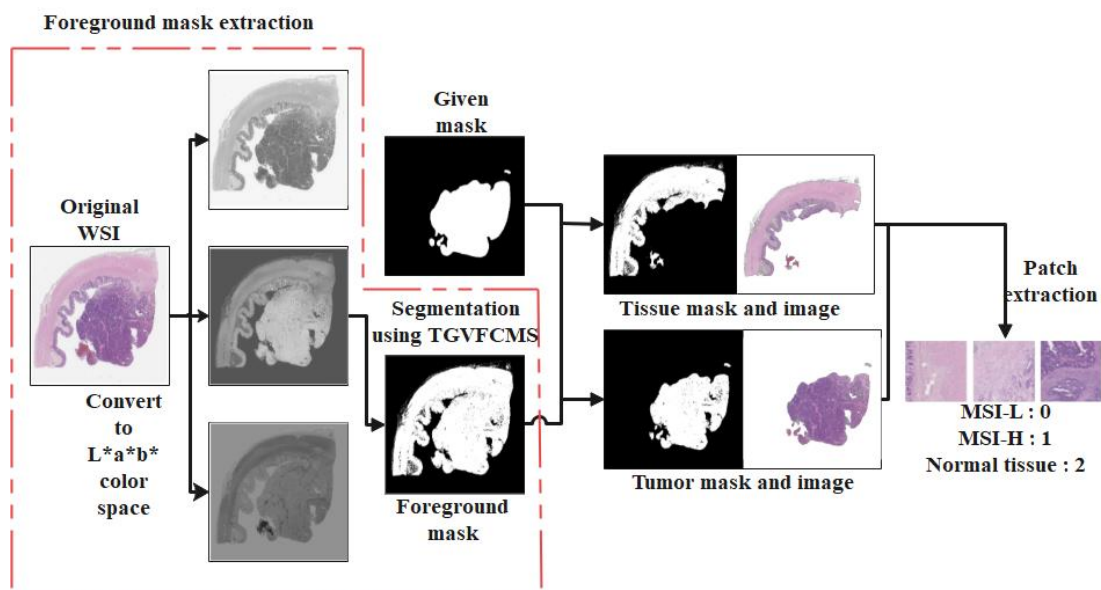 Foreground mask extraction
Original
WSI
Convert
to
L*a*b*
color
space
Given
mask
Segmentation
using TGVFCMS
Foreground
mask
Tissue mask and image
Tumor mask and image
Patch
extraction
MSI-L : 0
MSI-H : 1
Normal tissue : 2